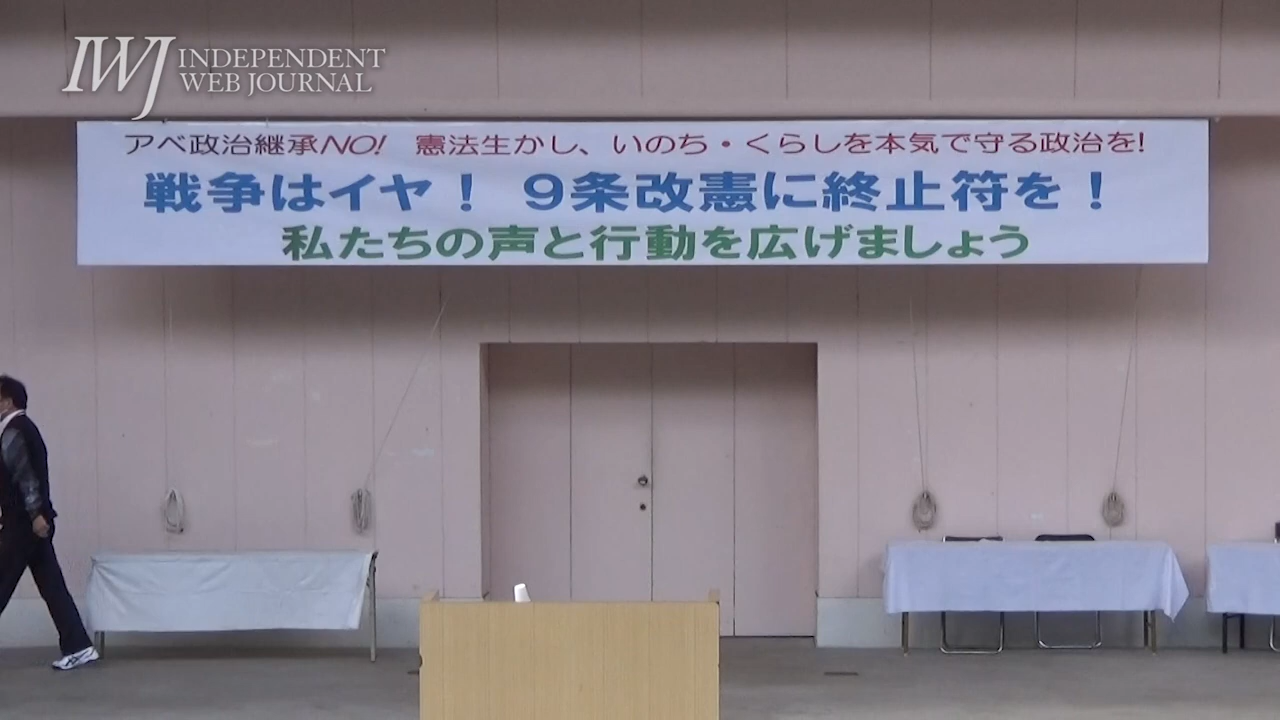 IWJ INDEPENDENT
WEB JOURNAL
アベ政治継承NO! 憲法生かし、いのち・くらしを本気で守る政治を!
戦争はイヤ! 9条改憲に終止符を!
私たちの声と行動を広げましょう